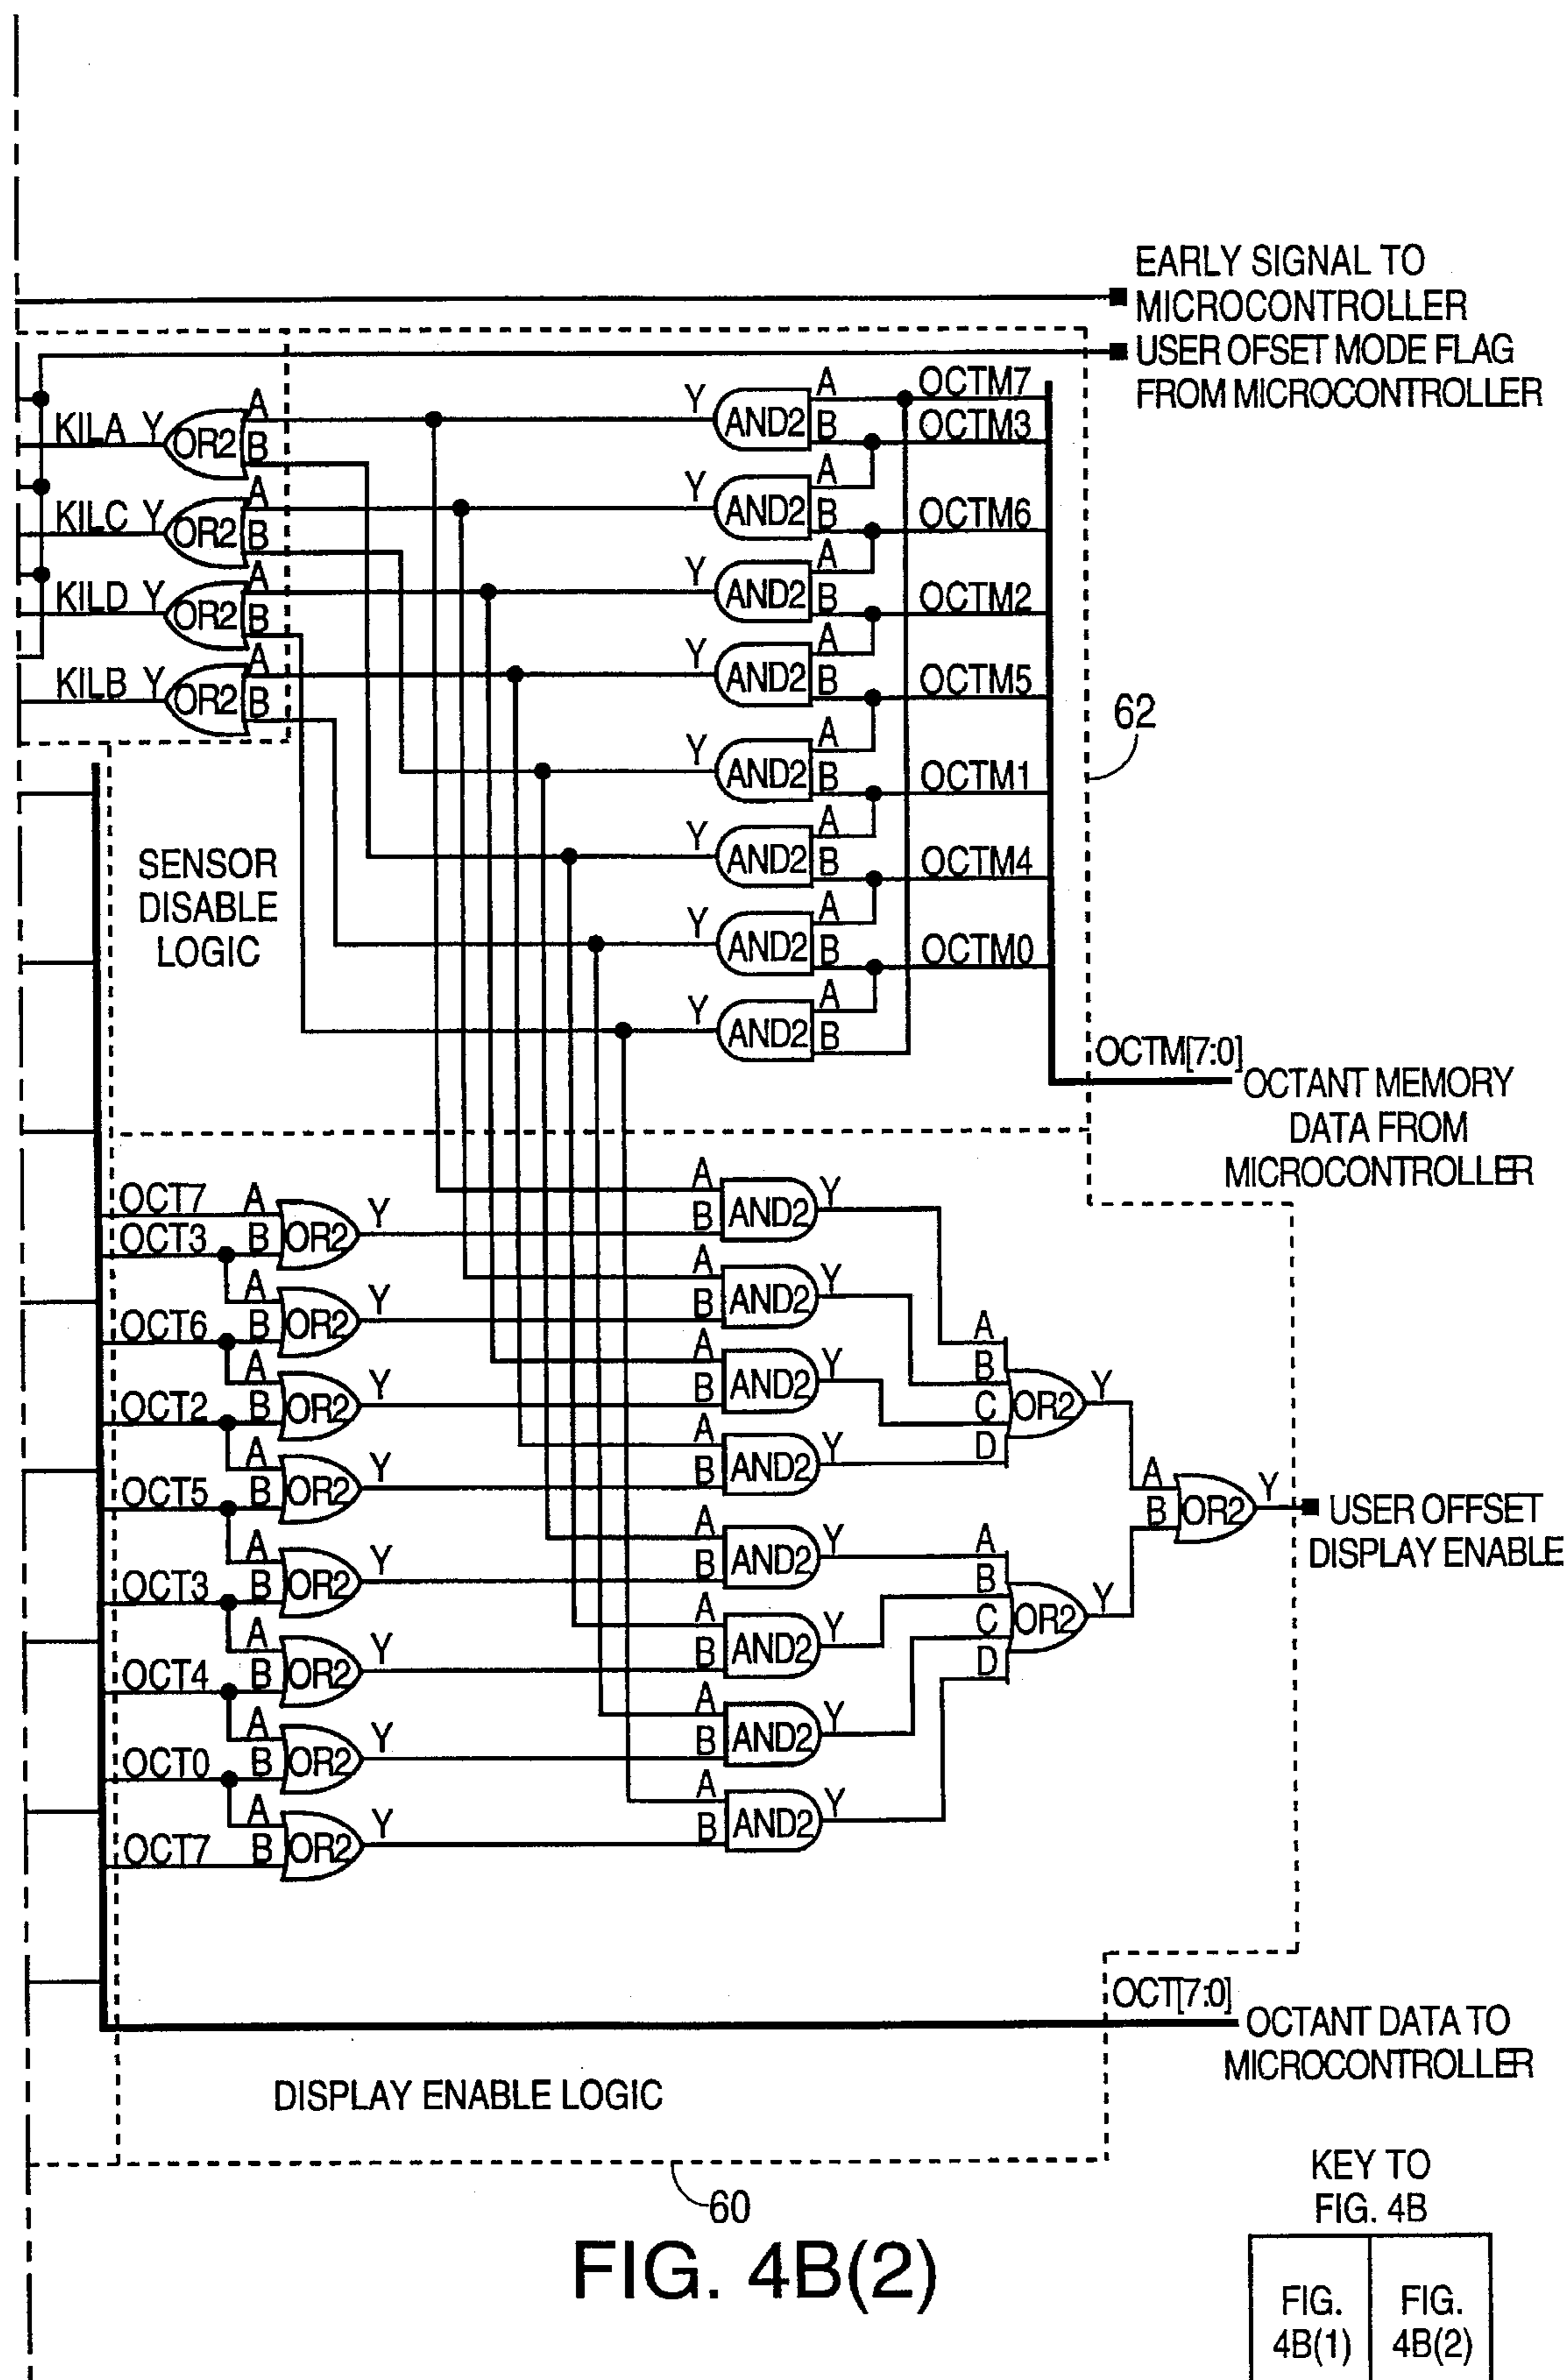 EARLY SIGNAL TO
MICROCONTROLLER
USER OFSET MODE FLAG
FROM MICROCONTROLLER
KILA Y OR2 A B
KILC Y OR2 A B
KILD Y OR2 A B
KILB Y OR2 A B
Y AND2 A B OCTM7
OCTM3
Y AND2 A B OCTM6
Y AND2 A B OCTM2
Y AND2 A B OCTM5
Y AND2 A B OCTM1
Y AND2 A B OCTM4
Y AND2 A B OCTM0
Y AND2 A B
62
SENSOR
DISABLE
LOGIC
OCTM[7:0]
OCTANT MEMORY
DATA FROM
MICROCONTROLLER
OCT7 A OR2 Y A B AND2 Y
OCT3 B
OCT6 A B OR2 Y A B AND2 Y
OCT2 A B OR2 Y A B AND2 Y
OCT5 A B OR2 Y A B AND2 Y
OCT3 A B OR2 Y A B AND2 Y
OCT4 A B OR2 Y A B AND2 Y
OCT0 A B OR2 Y A B AND2 Y
OCT7 A B OR2 Y A B AND2 Y
A B C D OR2 Y
A B C D OR2 Y
A B OR2 Y
USER OFFSET
DISPLAY ENABLE
OCT[7:0]
OCTANT DATA TO
MICROCONTROLLER
DISPLAY ENABLE LOGIC
60
FIG. 4B(2)
KEY TO
FIG. 4B
FIG.
4B(1)
FIG.
4B(2)